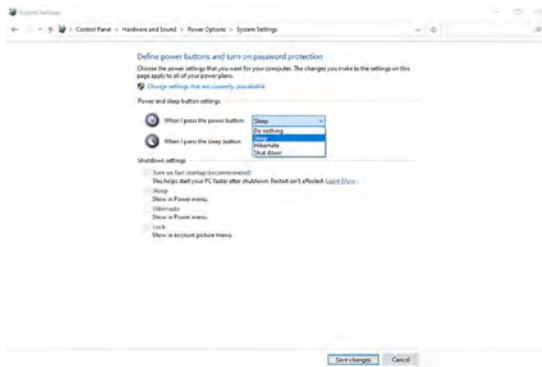 System Settings
Control Panel > Hardware and Sound > Power Options > System Settings
Define power buttons and turn on password protection
Choose the power settings that you want for your computer. The changes you make to the settings on this
page apply to all of your power plans.
Change settings that are currently unavailable
Power and sleep button settings
When I press the power button: Sleep
Do nothing
Sleep
Hibernate
Shut down
When I press the sleep button:
Shutdown settings
Turn on fast startup (recommended)
This helps start your PC faster after shutdown. Restart isn't affected. Learn More
Sleep
Show in Power menu.
Hibernate
Show in Power menu.
Lock
Show in account picture menu.
Save changes Cancel